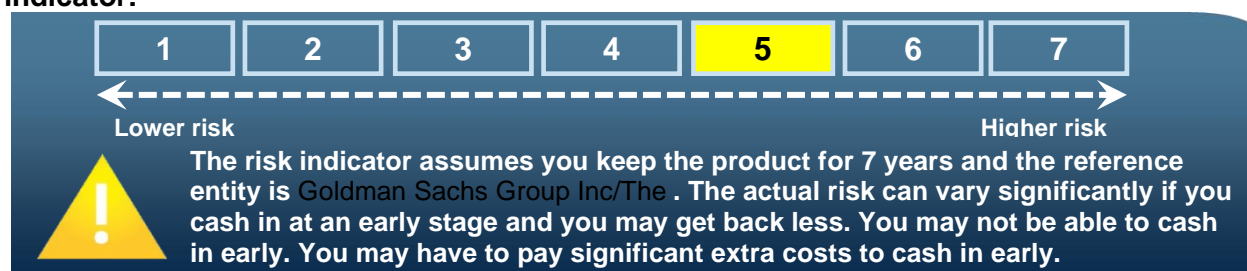 indicator:
1 2 3 4 5 6 7
Lower risk Higher risk
The risk indicator assumes you keep the product for 7 years and the reference
entity is Goldman Sachs Group Inc/The . The actual risk can vary significantly if you
cash in at an early stage and you may get back less. You may not be able to cash
in early. You may have to pay significant extra costs to cash in early.